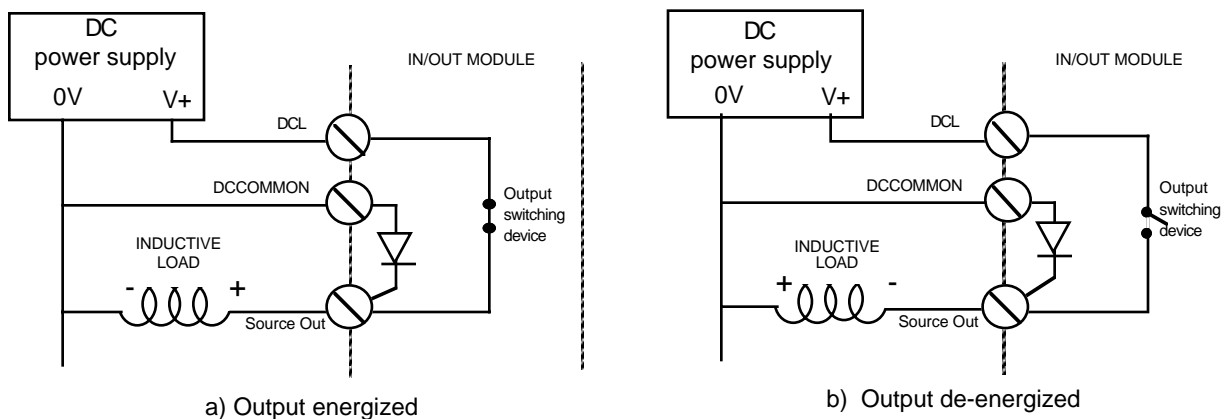 DC
power supply
0V V+
IN/OUT MODULE
DCL
DCCOMMON
Output
switching
device
INDUCTIVE
LOAD
- +
Source Out
a) Output energized
DC
power supply
0V V+
IN/OUT MODULE
DCL
DCCOMMON
Output
switching
device
INDUCTIVE
LOAD
+ -
Source Out
b) Output de-energized